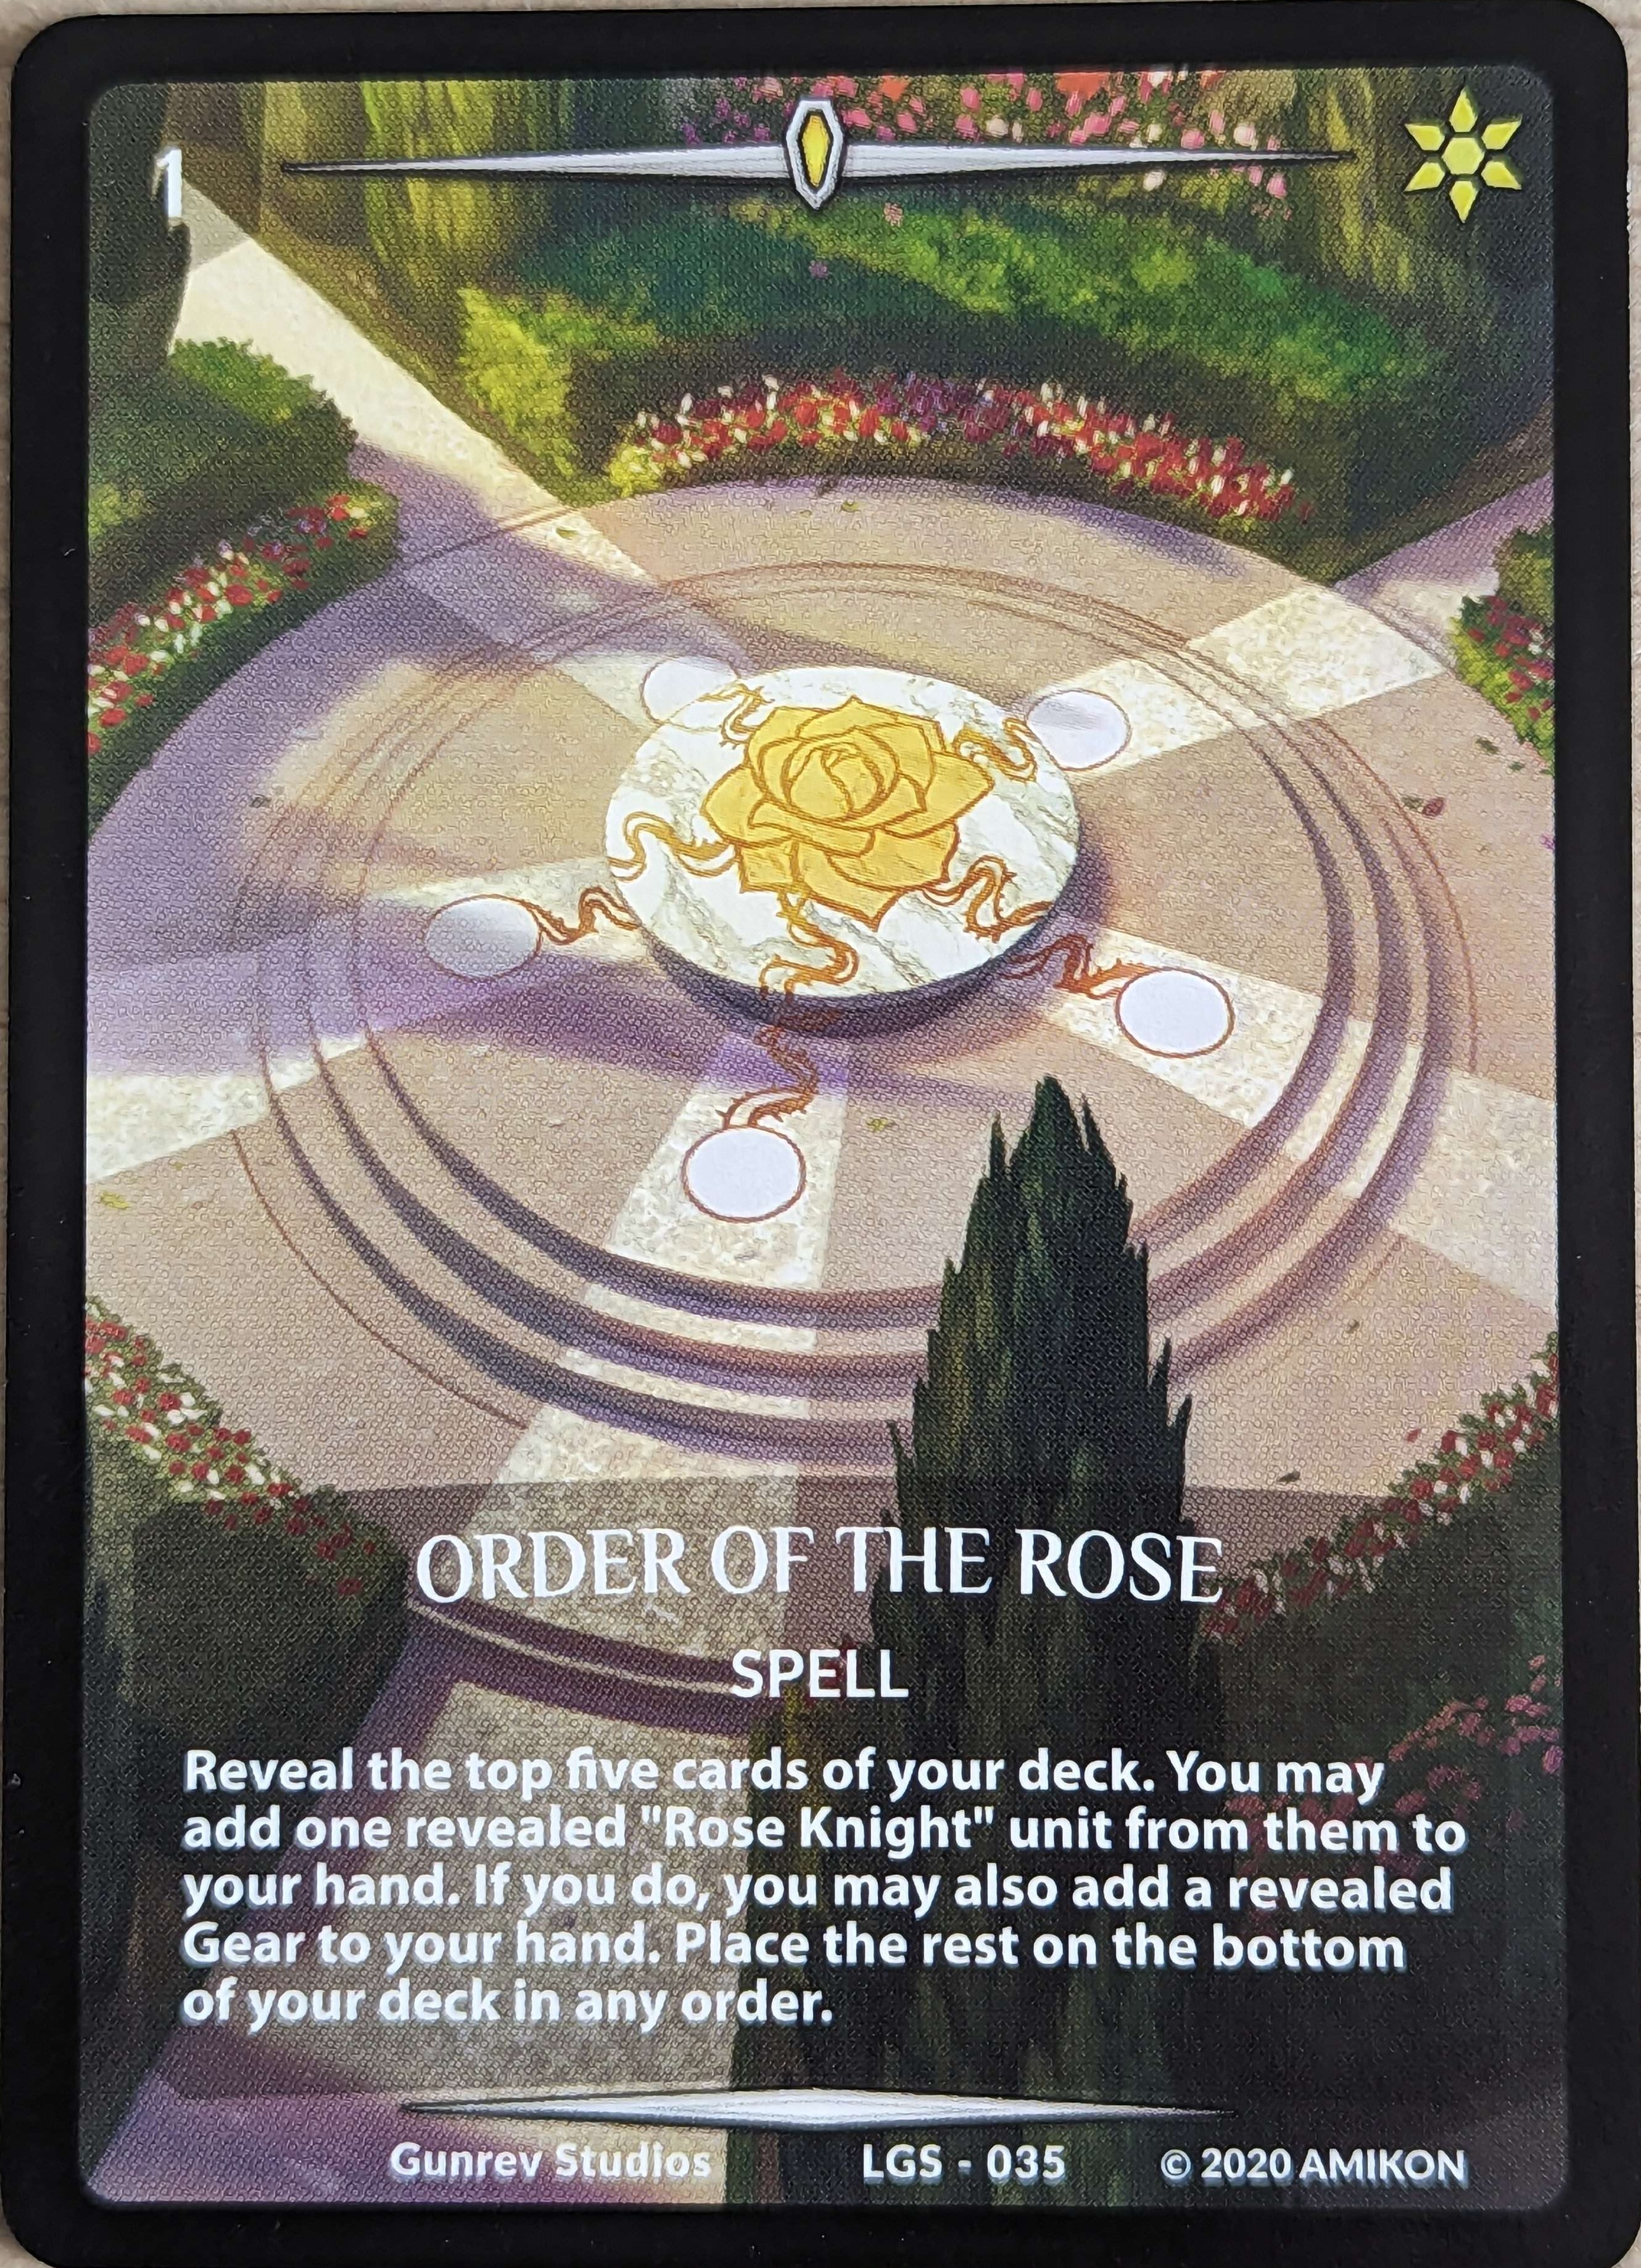 1
ORDER OF THE ROSE
SPELL
Reveal the top five cards of your deck. You may
add one revealed "Rose Knight" unit from them to
your hand. If you do, you may also add a revealed
Gear to your hand. Place the rest on the bottom
of your deck in any order.
Gunrev Studios LGS - 035 © 2020 AMIKON